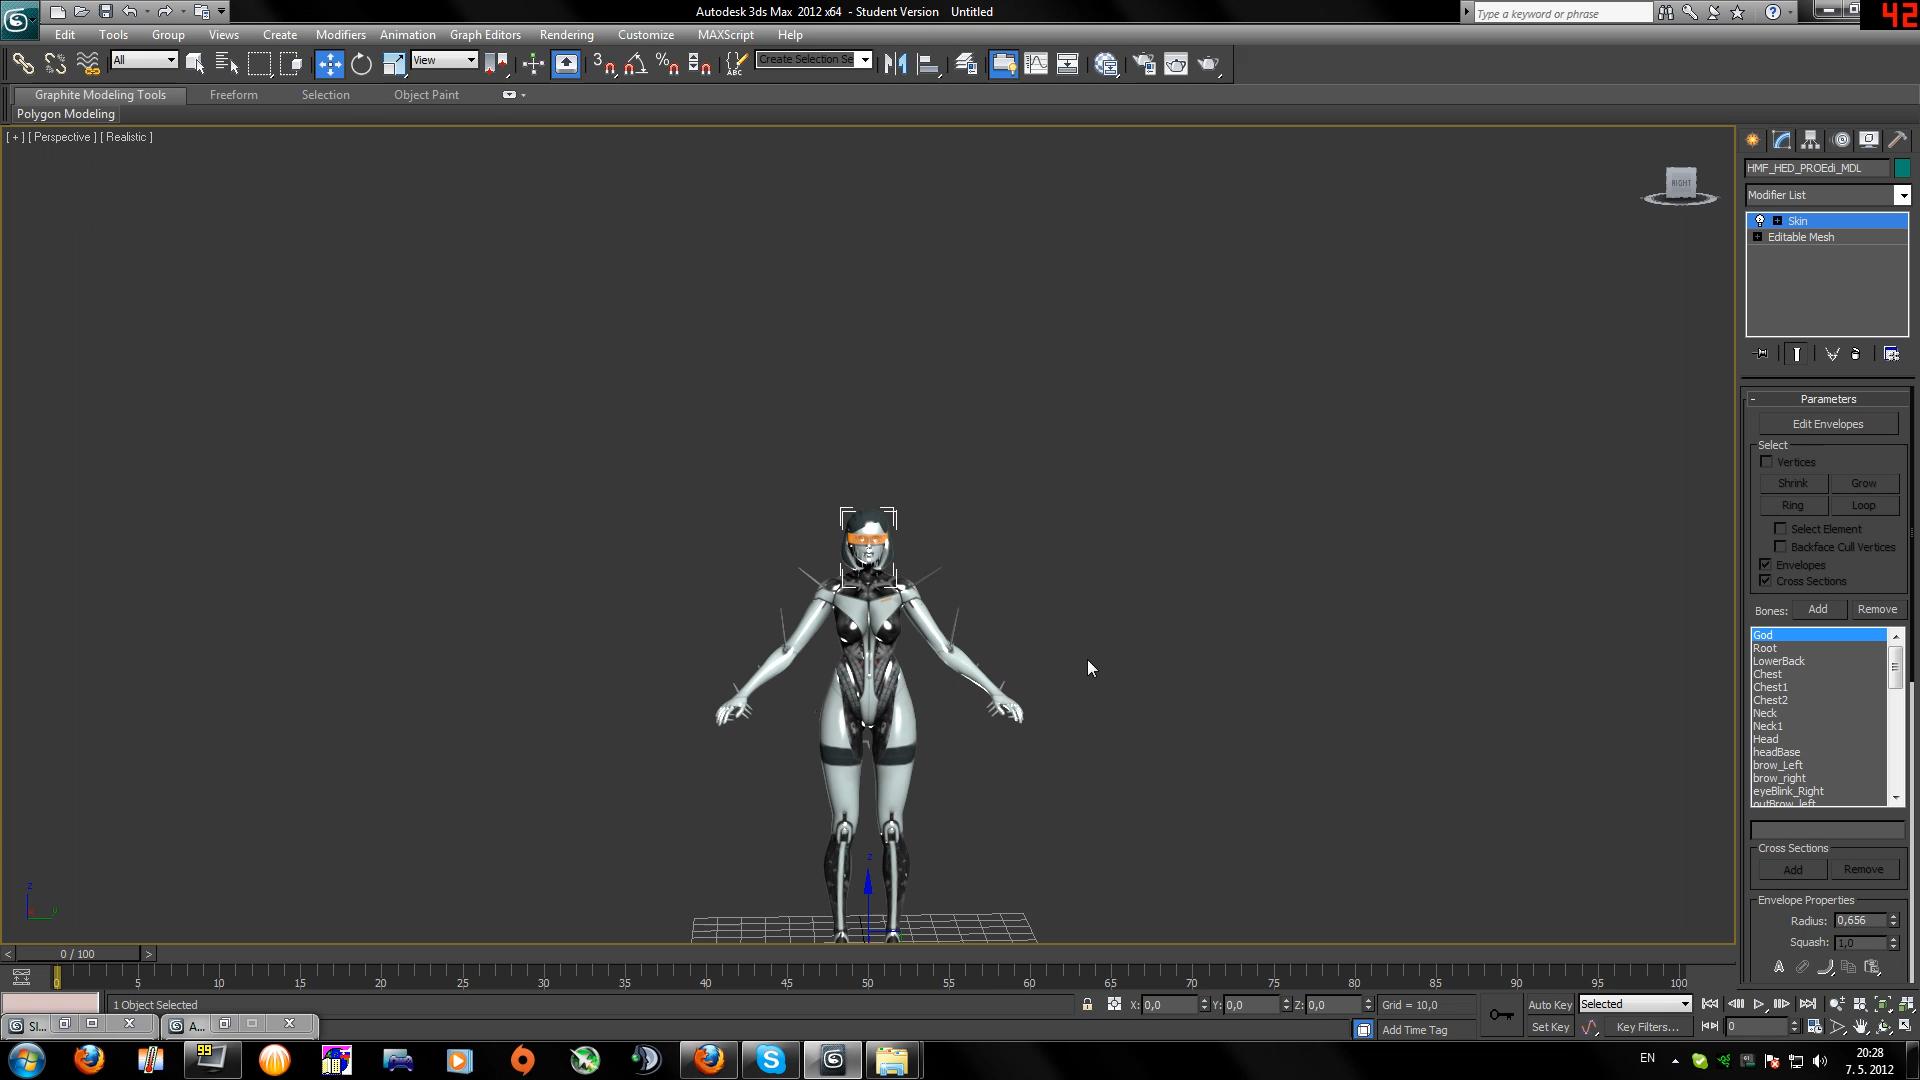 Autodesk 3ds Max 2012 x64 - Student Version Untitled
Type a keyword or phrase
42
Edit Tools Group Views Create Modifiers Animation Graph Editors Rendering Customize MAXScript Help
All View 3 Create Selection Se
Graphite Modeling Tools Freeform Selection Object Paint
Polygon Modeling
[ + ] [ Perspective ] [ Realistic ]
RIGHT
HMF_HED_PROEdi_MDL
Modifier List
Skin
Editable Mesh
Parameters
Edit Envelopes
Select
Vertices
Shrink Grow
Ring Loop
Select Element
Backface Cull Vertices
Envelopes
Cross Sections
Bones: Add Remove
God
Root
LowerBack
Chest
Chest1
Chest2
Neck
Neck1
Head
headBase
brow_Left
brow_right
eyeBlink_Right
outBrow_left
Cross Sections
Add Remove
Envelope Properties
Radius: 0,656
Squash: 1,0
z
z
y
< 0 / 100 >
0 5 10 15 20 25 30 35 40 45 50 55 60 65 70 75 80 85 90 95 100
1 Object Selected X: 0,0 Y: 0,0 Z: 0,0 Grid = 10,0 Auto Key Selected
Sl... A... Add Time Tag Set Key Key Filters... 0
99
EN
20:28
7. 5. 2012